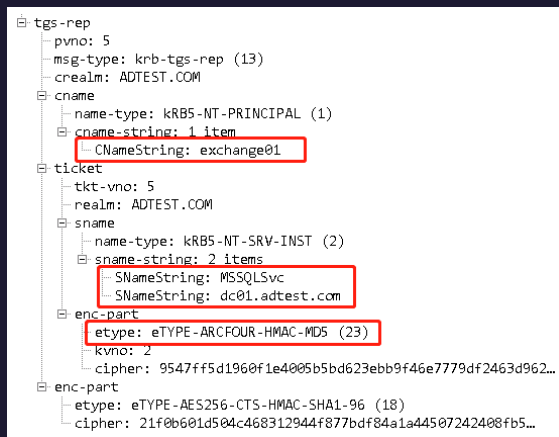 tgs-rep
pvno: 5
msg-type: krb-tgs-rep (13)
crealm: ADTEST.COM
cname
name-type: kRB5-NT-PRINCIPAL (1)
cname-string: 1 item
CNameString: exchange01
ticket
tkt-vno: 5
realm: ADTEST.COM
sname
name-type: kRB5-NT-SRV-INST (2)
sname-string: 2 items
SNameString: MSSQLSvc
SNameString: dc01.adtest.com
enc-part
etype: eTYPE-ARCFOUR-HMAC-MD5 (23)
kvno: 2
cipher: 9547ff5d1960f1e4005b5bd623ebb9f46e7779df2463d962…
enc-part
etype: eTYPE-AES256-CTS-HMAC-SHA1-96 (18)
cipher: 21f0b601d504c468312944f877bdf84a1a44507242408fb5…